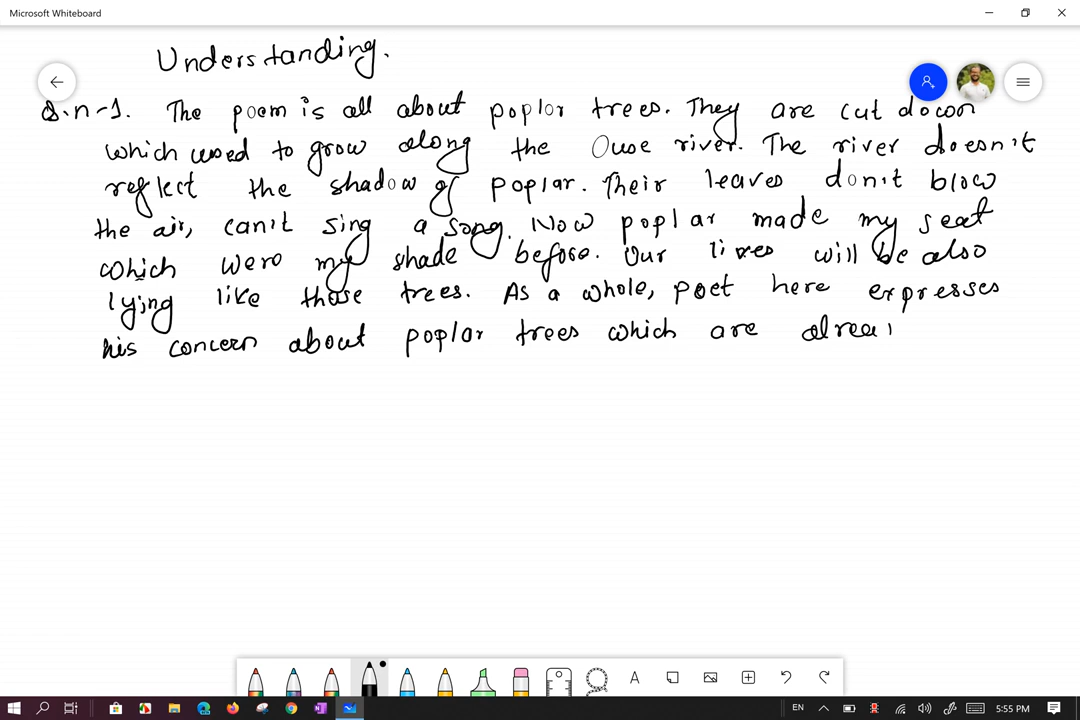 Microsoft Whiteboard
Understanding.
Q.n-1. The poem is all about poplor trees. They are cut down
which used to grow along the Ouse river. The river doesn't
reflect the shadow of poplar. Their leaves don't blow
the air, can't sing a song. Now poplar made my seat
which were my shade before. Our lives will be also
lying like those trees. As a whole, poet here expresses
his concern about poplar trees which are alrea
A
EN
5:55 PM